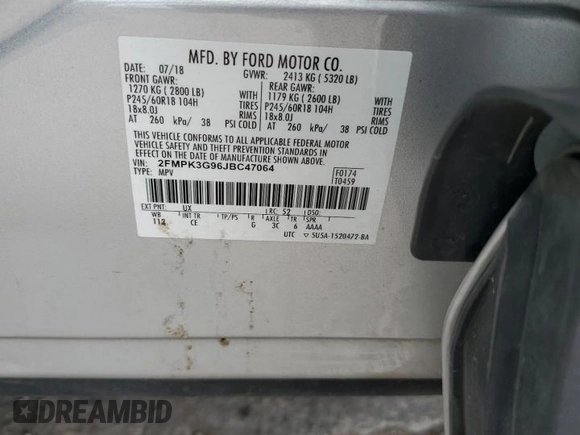 MFD. BY FORD MOTOR CO.
DATE: 07/18 GVWR: 2413 KG ( 5320 LB)
FRONT GAWR: REAR GAWR:
1270 KG ( 2800 LB) 1179 KG ( 2600 LB)
P245/60R18 104H TIRES P245/60R18 104H TIRES
18x8.0J RIMS 18x8.0J RIMS
AT 260 kPa/ 38 PSI COLD AT 260 kPa/ 38 PSI COLD
THIS VEHICLE CONFORMS TO ALL APPLICABLE FEDERAL MOTOR
VEHICLE SAFETY AND THEFT PREVENTION STANDARDS IN
EFFECT ON THE DATE OF MANUFACTURE SHOWN ABOVE.
VIN: 2FMPK3G96JBC47064
TYPE: MPV
F0174
T0459
EXT PNT: UX RC: 52 DSO:
WB INT TR TP/PS R AXLE TR SPR
112 CE G 3C 6 AAAA
UTC ▽ 5USA-1520472-BA
DREAMBID